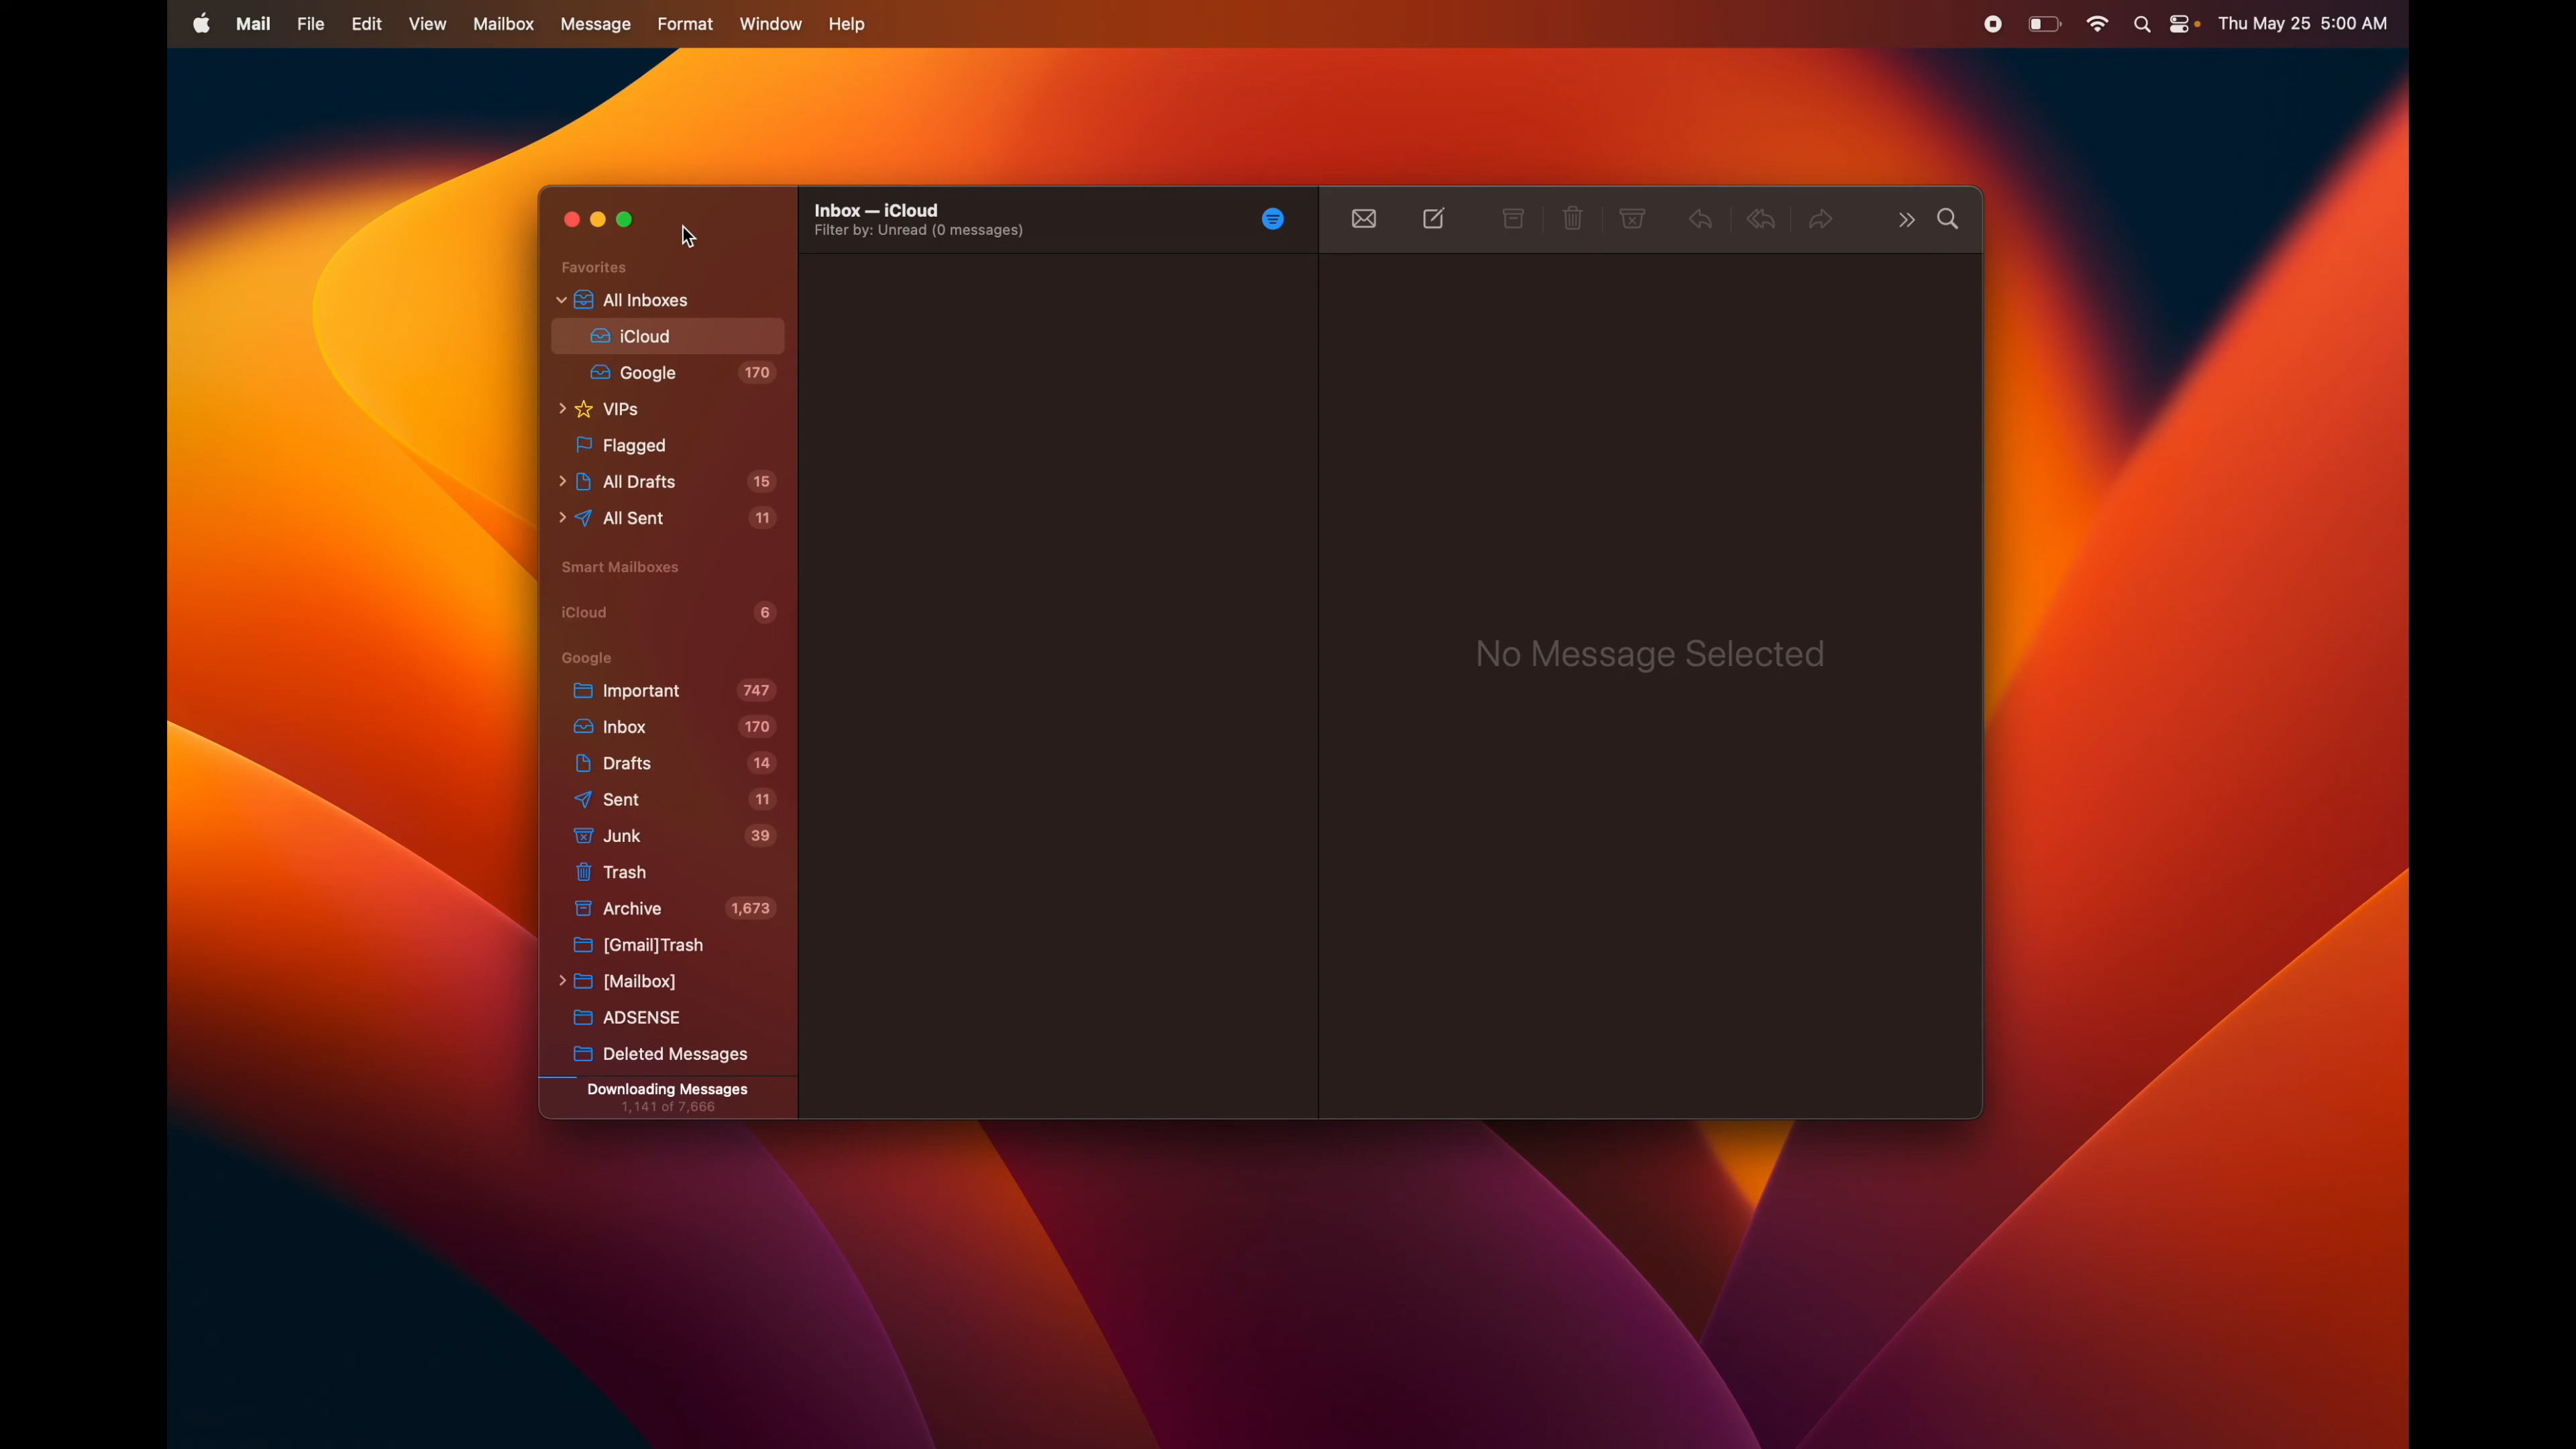 Mail File Edit View Mailbox Message Format Window Help Thu May 25 5:00 AM
Inbox — iCloud
Filter by: Unread (0 messages)
Favorites
All Inboxes
iCloud
Google 170
VIPs
Flagged
All Drafts 15
All Sent 11
Smart Mailboxes
iCloud 6
Google
Important 747
Inbox 170
Drafts 14
Sent 11
Junk 39
Trash
Archive 1,673
[Gmail]Trash
[Mailbox]
ADSENSE
Deleted Messages
Downloading Messages
1,141 of 7,666
No Message Selected